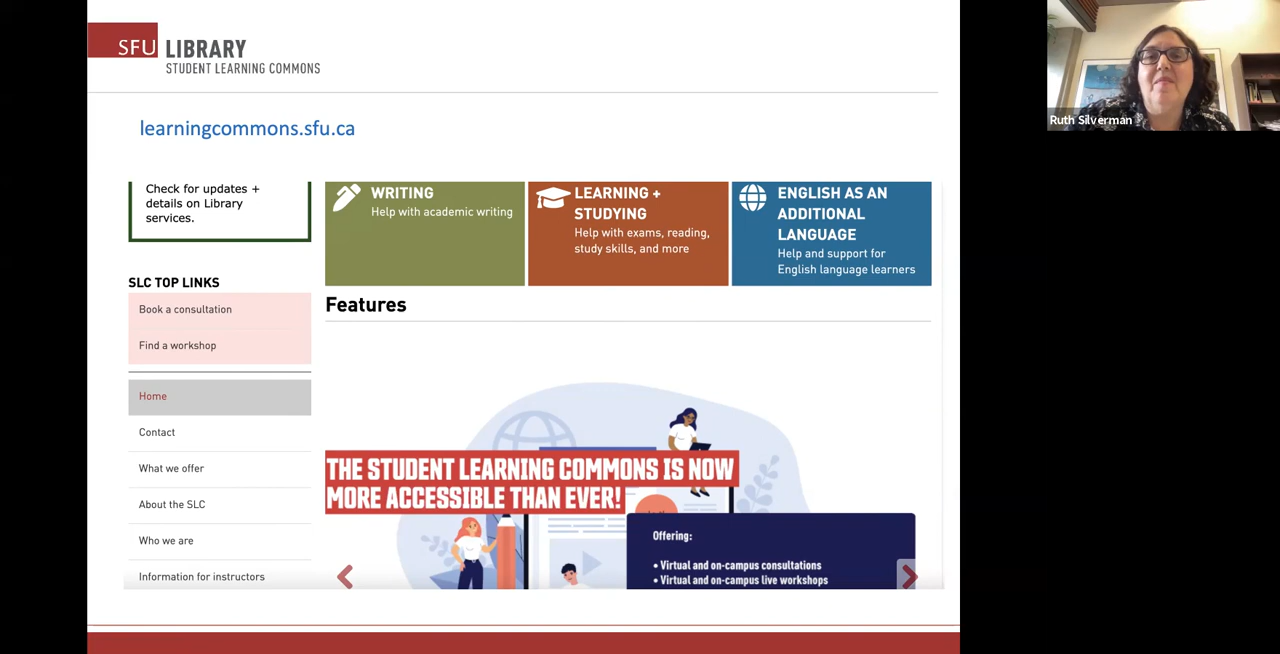 SFU LIBRARY
STUDENT LEARNING COMMONS
learningcommons.sfu.ca
Check for updates +
details on Library
services.
SLC TOP LINKS
Book a consultation
Find a workshop
Home
Contact
What we offer
About the SLC
Who we are
Information for instructors
WRITING
Help with academic writing
LEARNING +
STUDYING
Help with exams, reading,
study skills, and more
ENGLISH AS AN
ADDITIONAL
LANGUAGE
Help and support for
English language learners
Features
THE STUDENT LEARNING COMMONS IS NOW
MORE ACCESSIBLE THAN EVER!
Offering:
• Virtual and on-campus consultations
• Virtual and on-campus live workshops
Ruth Silverman